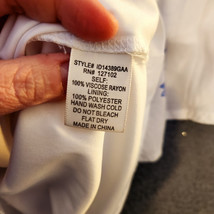 STYLE# ID14389GAA
RN# 127102
SELF:
100% VISCOSE RAYON
LINING:
100% POLYESTER
HAND WASH COLD
DO NOT BLEACH
FLAT DRY
MADE IN CHINA